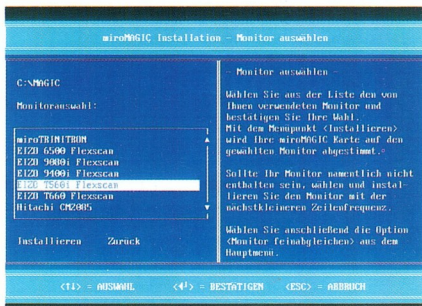 miroMAGIC Installation - Monitor auswählen
C:\MAGIC
Monitorauswahl:
miroTRINITRON
EIZO 6500 Flexscan
EIZO 9080i Flexscan
EIZO 9400i Flexscan
EIZO T560i Flexscan
EIZO T660 Flexscan
Hitachi CM2085
Installieren Zurück
- Monitor auswählen -
Wählen Sie aus der Liste den von
Ihnen verwendeten Monitor und
bestätigen Sie Ihre Wahl.
Mit dem Menüpunkt <Installieren>
wird Ihre miroMAGIC Karte auf den
gewählten Monitor abgestimmt.
Sollte Ihr Monitor namentlich nicht
enthalten sein, wählen und instal-
lieren Sie den Monitor mit der
nächstkleineren Zeilenfrequenz.
Wählen Sie anschließend die Option
<Monitor feinabgleichen> aus dem
Hauptmenü.
<↑↓> = AUSWAHL <↵> = BESTÄTIGEN <ESC> = ABBRUCH